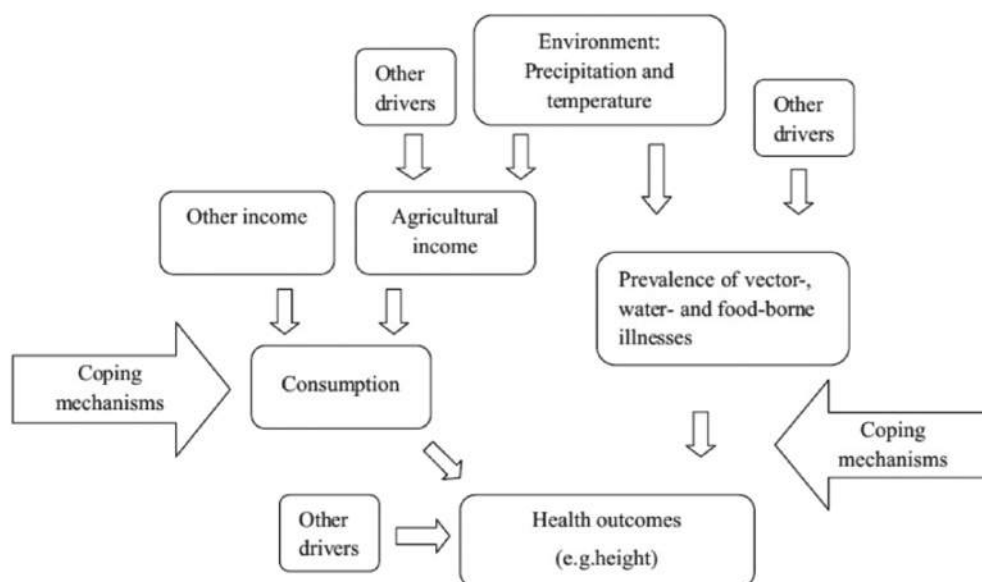 Environment:
Precipitation and
temperature
Other
drivers
Other
drivers
Other income
Agricultural
income
Prevalence of vector-,
water- and food-borne
illnesses
Coping
mechanisms
Consumption
Coping
mechanisms
Other
drivers
Health outcomes
(e.g.height)